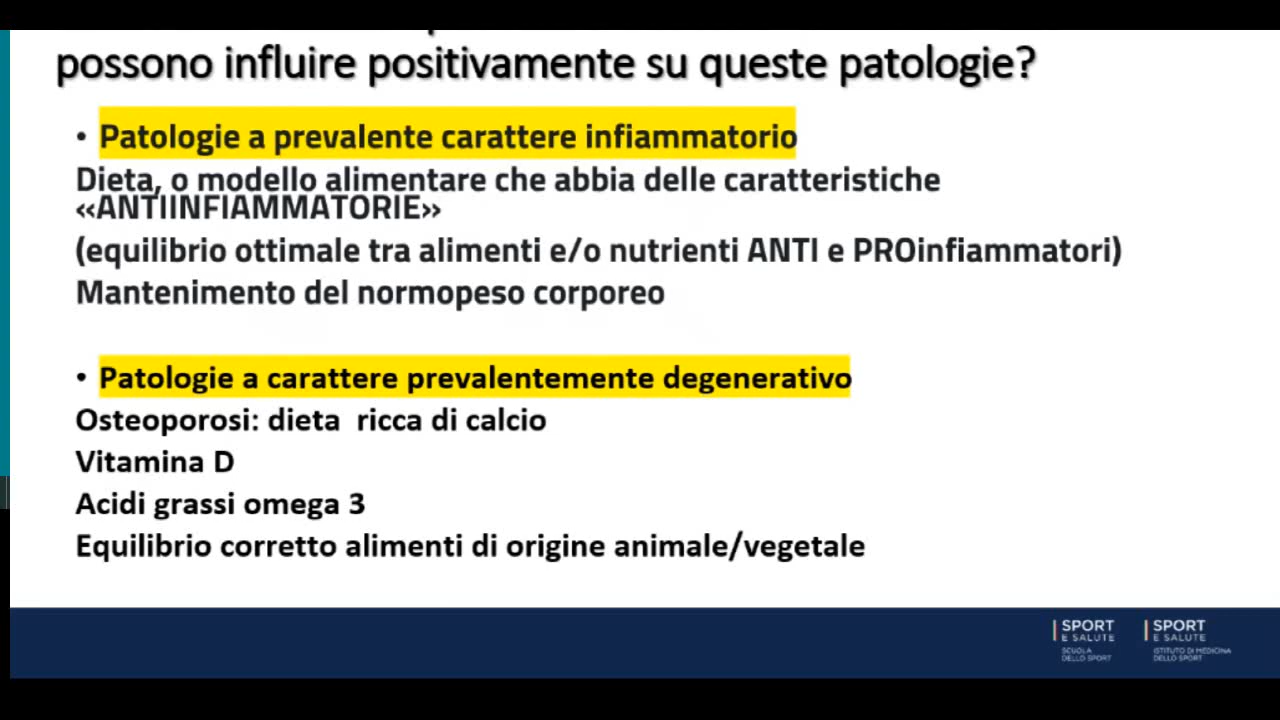 possono influire positivamente su queste patologie?
• Patologie a prevalente carattere infiammatorio
Dieta, o modello alimentare che abbia delle caratteristiche
«ANTIINFIAMMATORIE»
(equilibrio ottimale tra alimenti e/o nutrienti ANTI e PROinfiammatori)
Mantenimento del normopeso corporeo
• Patologie a carattere prevalentemente degenerativo
Osteoporosi: dieta  ricca di calcio
Vitamina D
Acidi grassi omega 3
Equilibrio corretto alimenti di origine animale/vegetale
SPORT
E SALUTE
SCUOLA
DELLO SPORT
SPORT
E SALUTE
ISTITUTO DI MEDICINA
DELLO SPORT